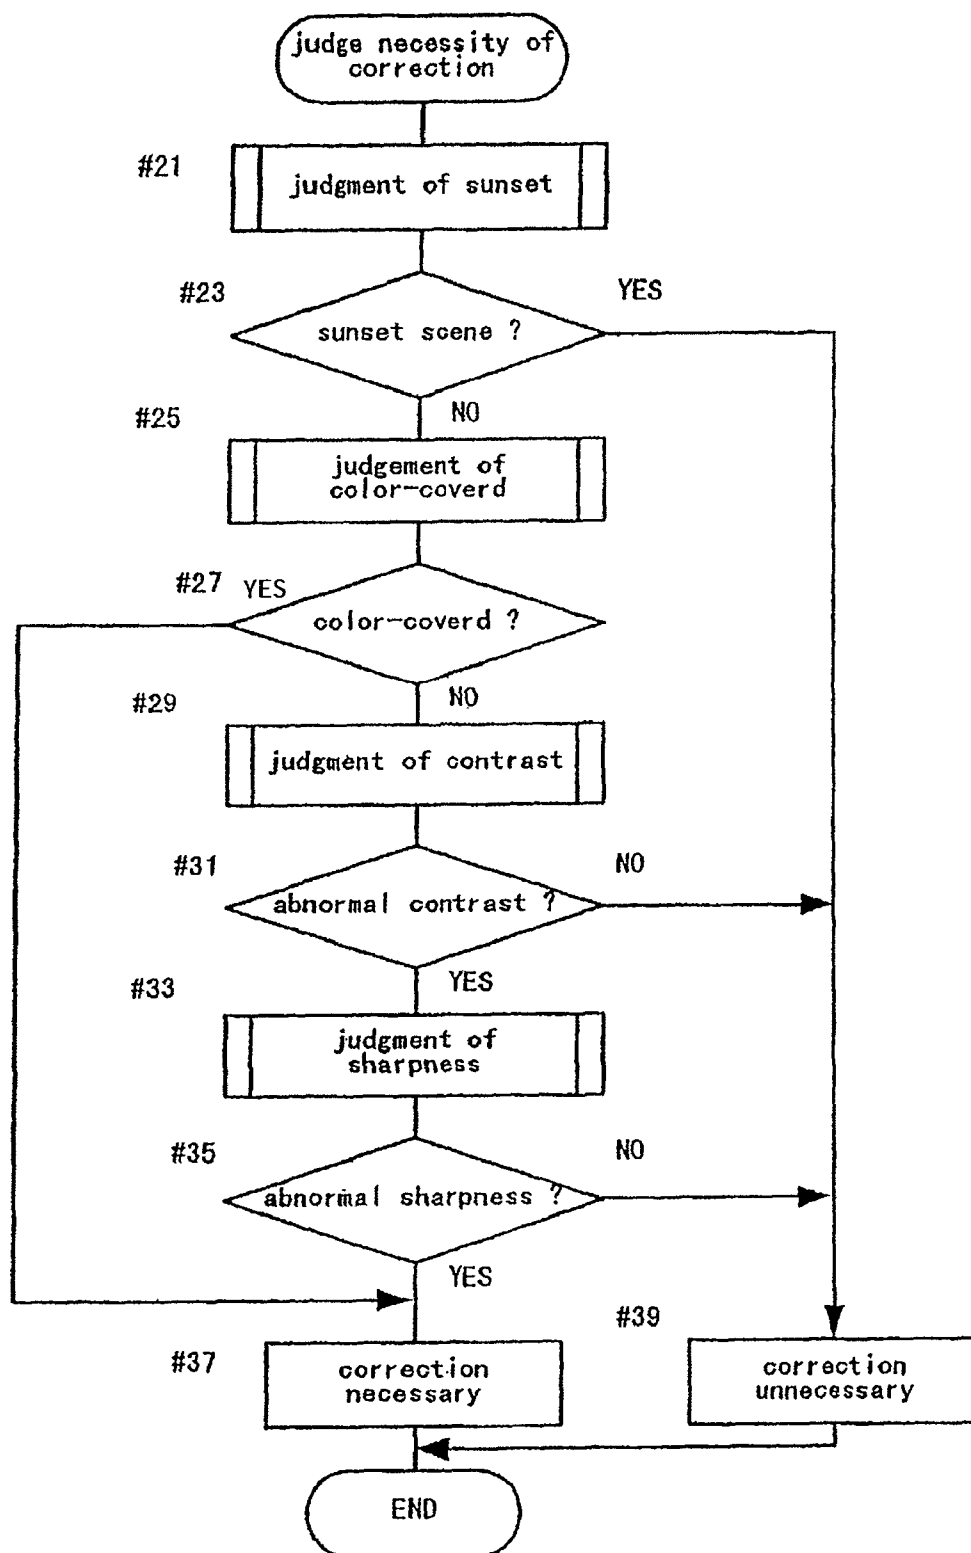 judge necessity of
correction
#21
judgment of sunset
#23
YES
sunset scene ?
NO
#25
judgement of
color-coverd
#27
YES
color-coverd ?
NO
#29
judgment of contrast
#31
NO
abnormal contrast ?
YES
#33
judgment of
sharpness
#35
NO
abnormal sharpness ?
YES
#39
#37
correction
necessary
correction
unnecessary
END